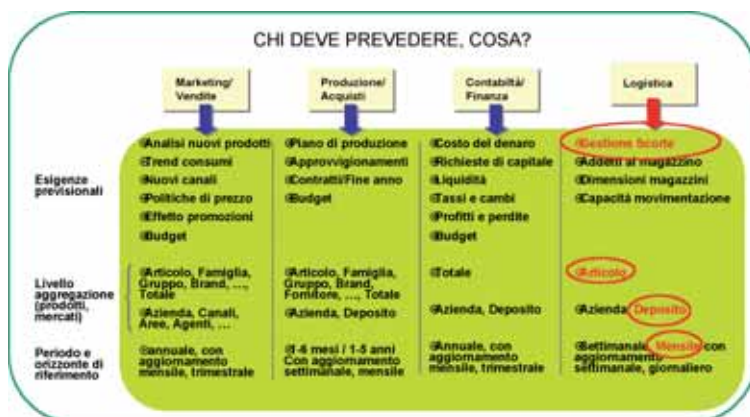 CHI DEVE PREVEDERE, COSA?
Marketing/
Vendite
Produzione/
Acquisti
Contabiltà/
Finanza
Logistica
Esigenze
previsionali
Analisi nuovi prodotti
Trend consumi
Nuovi canali
Politiche di prezzo
Effetto promozioni
Budget
Piano di produzione
Approvvigionamenti
Contratti/Fine anno
Budget
Costo del denaro
Richieste di capitale
Liquidità
Tassi e cambi
Profitti e perdite
Budget
Gestione Scorte
Addetti al magazzino
Dimensioni magazzini
Capacità movimentazione
Livello
aggregazione
(prodotti,
mercati)
Articolo, Famiglia,
Gruppo, Brand, …,
Totale
Azienda, Canali,
Aree, Agenti, …
Articolo, Famiglia,
Gruppo, Brand,
Fornitore, …, Totale
Azienda, Deposito
Totale
Azienda, Deposito
Articolo
Azienda, Deposito
Periodo e
orizzonte di
riferimento
annuale, con
aggiornamento
mensile, trimestrale
1-6 mesi / 1-5 anni
Con aggiornamento
settimanale, mensile
Annuale, con
aggiornamento
mensile, trimestrale
Settimanale, Mensile con
aggiornamento
settimanale, giornaliero